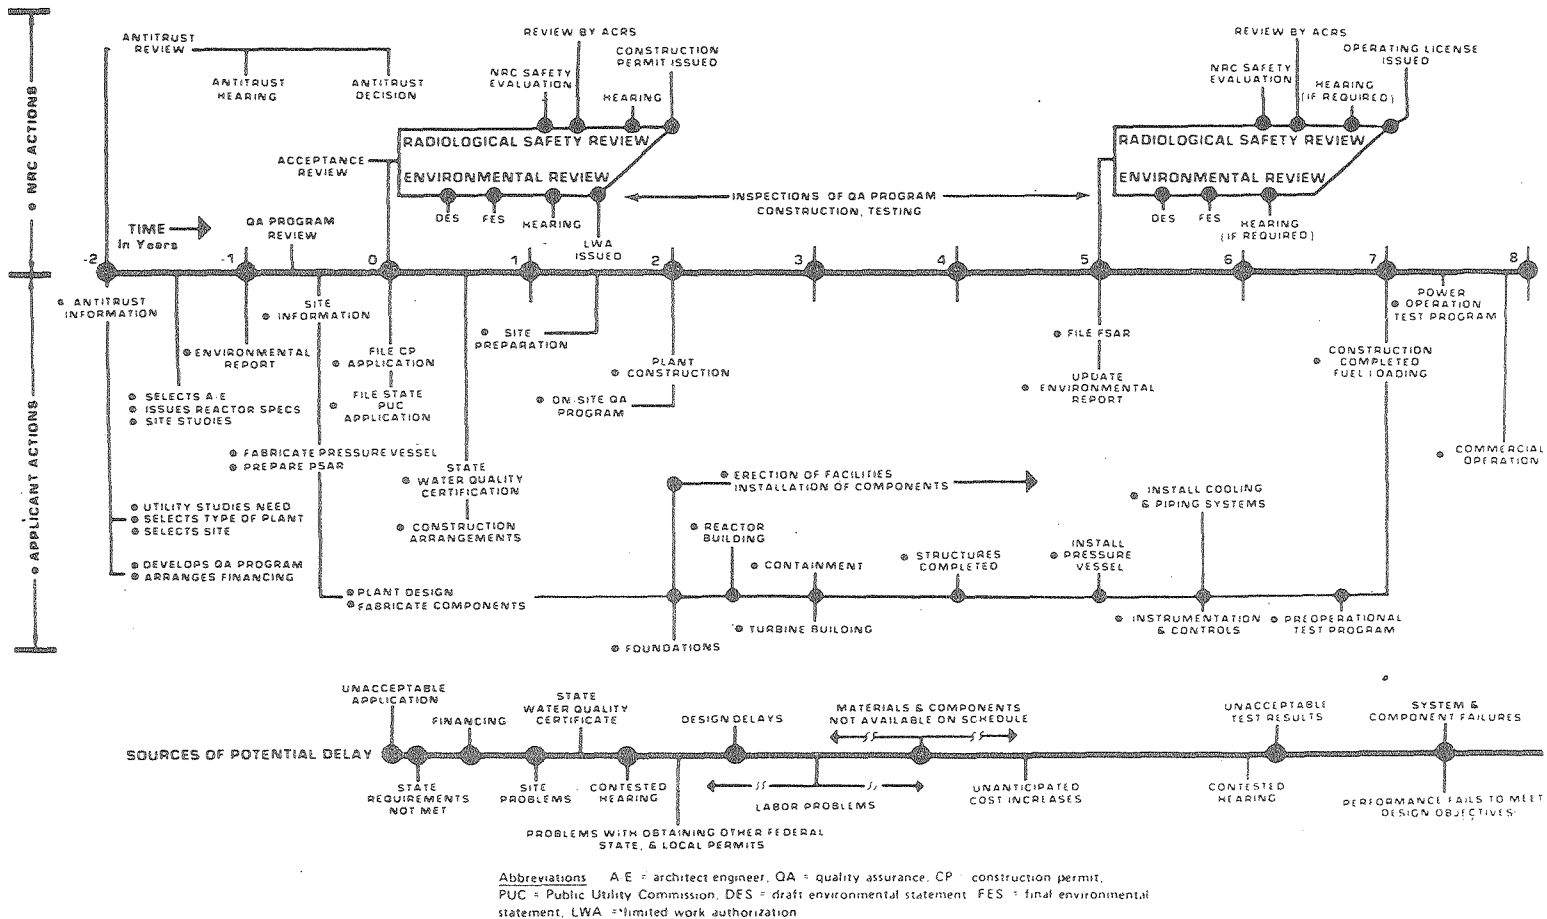 ANTITRUST
REVIEW
ANTITRUST
HEARING
ANTITRUST
DECISION
REVIEW BY ACRS
NRC SAFETY
EVALUATION
CONSTRUCTION
PERMIT ISSUED
HEARING
RADIOLOGICAL SAFETY REVIEW
ACCEPTANCE
REVIEW
ENVIRONMENTAL REVIEW
DES
FES
HEARING
LWA
ISSUED
INSPECTIONS OF QA PROGRAM
CONSTRUCTION, TESTING
REVIEW BY ACRS
NRC SAFETY
EVALUATION
OPERATING LICENSE
ISSUED
HEARING
(IF REQUIRED)
RADIOLOGICAL SAFETY REVIEW
ENVIRONMENTAL REVIEW
DES
FES
HEARING
(IF REQUIRED)
NRC ACTIONS
TIME
In Years
QA PROGRAM
REVIEW
-2 -1 0 1 2 3 4 5 6 7 8
APPLICANT ACTIONS
ANTITRUST
INFORMATION
SITE
INFORMATION
ENVIRONMENTAL
REPORT
SELECTS A-E
ISSUES REACTOR SPECS
SITE STUDIES
FILE CP
APPLICATION
FILE STATE
PUC
APPLICATION
SITE
PREPARATION
PLANT
CONSTRUCTION
ON-SITE QA
PROGRAM
FILE FSAR
UPDATE
ENVIRONMENTAL
REPORT
POWER
OPERATION
TEST PROGRAM
CONSTRUCTION
COMPLETED
FUEL LOADING
COMMERCIAL
OPERATION
FABRICATE PRESSURE VESSEL
PREPARE PSAR
STATE
WATER QUALITY
CERTIFICATION
CONSTRUCTION
ARRANGEMENTS
UTILITY STUDIES NEED
SELECTS TYPE OF PLANT
SELECTS SITE
DEVELOPS QA PROGRAM
ARRANGES FINANCING
PLANT DESIGN
FABRICATE COMPONENTS
ERECTION OF FACILITIES
INSTALLATION OF COMPONENTS
REACTOR
BUILDING
CONTAINMENT
TURBINE BUILDING
FOUNDATIONS
STRUCTURES
COMPLETED
INSTALL
PRESSURE
VESSEL
INSTALL COOLING
& PIPING SYSTEMS
INSTRUMENTATION
& CONTROLS
PREOPERATIONAL
TEST PROGRAM
UNACCEPTABLE
APPLICATION
FINANCING
STATE
WATER QUALITY
CERTIFICATE
DESIGN DELAYS
MATERIALS & COMPONENTS
NOT AVAILABLE ON SCHEDULE
UNACCEPTABLE
TEST RESULTS
SYSTEM &
COMPONENT FAILURES
SOURCES OF POTENTIAL DELAY
STATE
REQUIREMENTS
NOT MET
SITE
PROBLEMS
CONTESTED
HEARING
LABOR PROBLEMS
UNANTICIPATED
COST INCREASES
CONTESTED
HEARING
PERFORMANCE FAILS TO MEET
DESIGN OBJECTIVES
PROBLEMS WITH OBTAINING OTHER FEDERAL
STATE, & LOCAL PERMITS
Abbreviations A-E = architect engineer, QA = quality assurance, CP construction permit,
PUC = Public Utility Commission, DES = draft environmental statement FES = final environmental
statement, LWA = limited work authorization